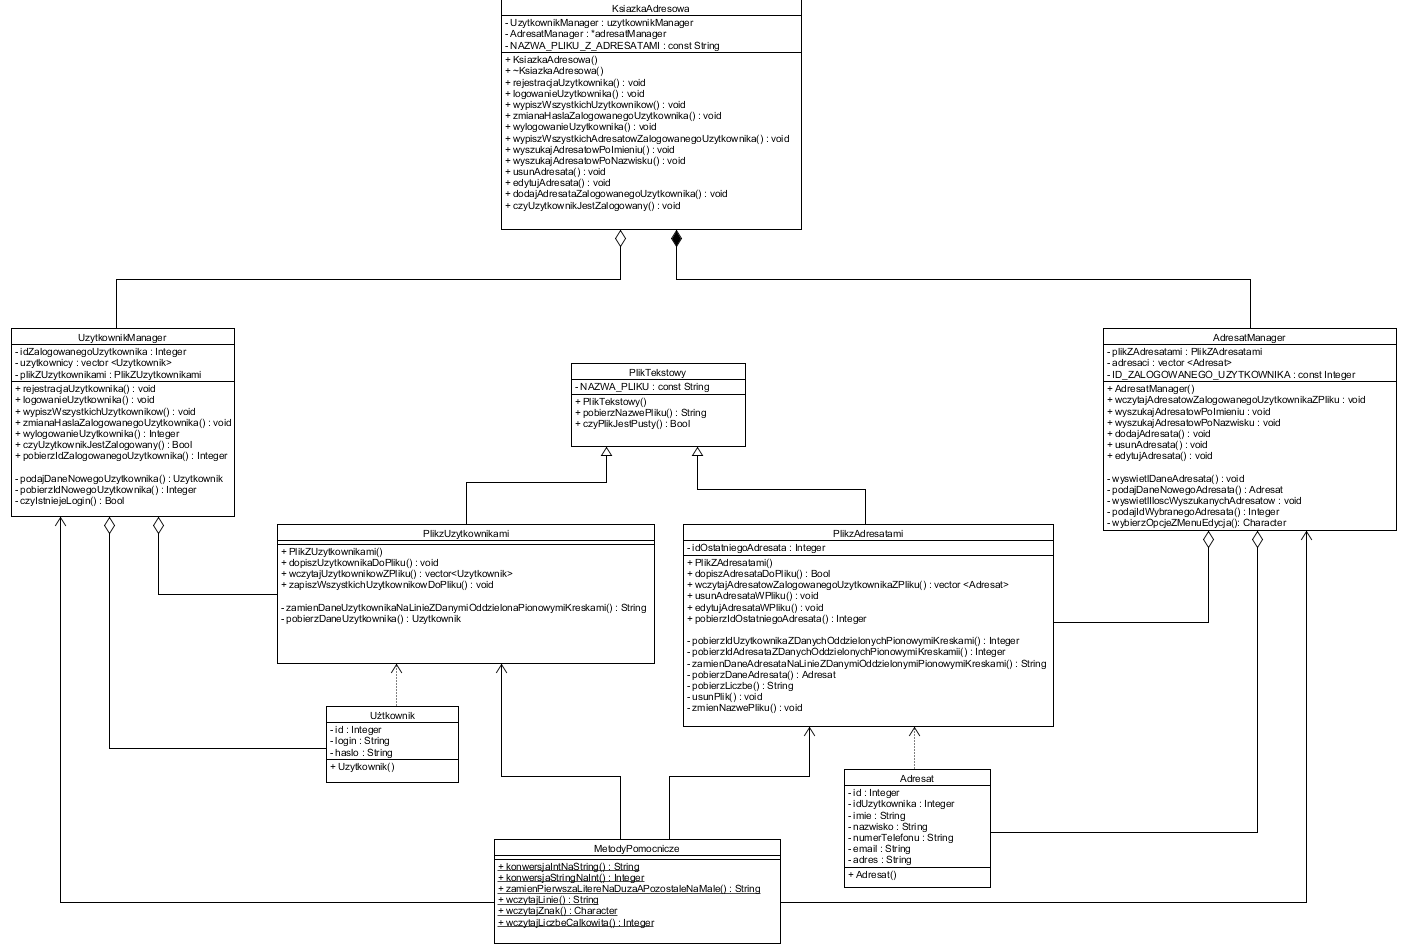 KsiazkaAdresowa
- UzytkownikManager : uzytkownikManager
- AdresatManager : *adresatManager
- NAZWA_PLIKU_Z_ADRESATAMI : const String
+ KsiazkaAdresowa()
+ ~KsiazkaAdresowa()
+ rejestracjaUzytkownika() : void
+ logowanieUzytkownika() : void
+ wypiszWszystkichUzytkownikow() : void
+ zmianaHaslaZalogowanegoUzytkownika() : void
+ wylogowanieUzytkownika() : void
+ wypiszWszystkichAdresatowZalogowanegoUzytkownika() : void
+ wyszukajAdresatowPoImieniu() : void
+ wyszukajAdresatowPoNazwisku() : void
+ usunAdresata() : void
+ edytujAdresata() : void
+ dodajAdresataZalogowanegoUzytkownika() : void
+ czyUzytkownikJestZalogowany() : void
UzytkownikManager
- idZalogowanegoUzytkownika : Integer
- uzytkownicy : vector <Uzytkownik>
- plikZUzytkownikami : PlikZUzytkownikami
+ rejestracjaUzytkownika() : void
+ logowanieUzytkownika() : void
+ wypiszWszystkichUzytkownikow() : void
+ zmianaHaslaZalogowanegoUzytkownika() : void
+ wylogowanieUzytkownika() : Integer
+ czyUzytkownikJestZalogowany() : Bool
+ pobierzIdZalogowanegoUzytkownika() : Integer
- podajDaneNowegoUzytkownika() : Uzytkownik
- pobierzIdNowegoUzytkownika() : Integer
- czyIstniejeLogin() : Bool
PlikTekstowy
- NAZWA_PLIKU : const String
+ PlikTekstowy()
+ pobierzNazwePliku() : String
+ czyPlikJestPusty() : Bool
AdresatManager
- plikZAdresatami : PlikZAdresatami
- adresaci : vector <Adresat>
- ID_ZALOGOWANEGO_UZYTKOWNIKA : const Integer
+ AdresatManager()
+ wczytajAdresatowZalogowanegoUzytkownikaZPliku : void
+ wyszukajAdresatowPoImieniu : void
+ wyszukajAdresatowPoNazwisku : void
+ dodajAdresata() : void
+ usunAdresata() : void
+ edytujAdresata() : void
- wyswietlDaneAdresata() : void
- podajDaneNowegoAdresata() : Adresat
- wyswietlIloscWyszukanychAdresatow : void
- podajIdWybranegoAdresata() : Integer
- wybierzOpcjeZMenuEdycja(): Character
PlikzUzytkownikami
+ PlikZUzytkownikami()
+ dopiszUzytkownikaDoPliku() : void
+ wczytajUzytkownikowZPliku() : vector<Uzytkownik>
+ zapiszWszystkichUzytkownikowDoPliku() : void
- zamienDaneUzytkownikaNaLinieZDanymiOddzielonaPionowymiKreskami() : String
- pobierzDaneUzytkownika() : Uzytkownik
PlikzAdresatami
- idOstatniegoAdresata : Integer
+ PlikZAdresatami()
+ dopiszAdresataDoPliku() : Bool
+ wczytajAdresatowZalogowanegoUzytkownikaZPliku() : vector <Adresat>
+ usunAdresataWPliku() : void
+ edytujAdresataWPliku() : void
+ pobierzIdOstatniegoAdresata() : Integer
- pobierzIdUzytkownikaZDanychOddzielonychPionowymiKreskami() : Integer
- pobierzIdAdresataZDanychOddzielonychPionowymiKreskamii() : Integer
- zamienDaneAdresataNaLinieZDanymiOddzielonymiPionowymiKreskami() : String
- pobierzDaneAdresata() : Adresat
- pobierzLiczbe() : String
- usunPlik() : void
- zmienNazwePliku() : void
Użtkownik
- id : Integer
- login : String
- haslo : String
+ Uzytkownik()
Adresat
- id : Integer
- idUzytkownika : Integer
- imie : String
- nazwisko : String
- numerTelefonu : String
- email : String
- adres : String
+ Adresat()
MetodyPomocnicze
+ konwersjaIntNaString() : String
+ konwersjaStringNaInt() : Integer
+ zamienPierwszaLitereNaDuzaAPozostaleNaMale() : String
+ wczytajLinie() : String
+ wczytajZnak() : Character
+ wczytajLiczbeCalkowita() : Integer